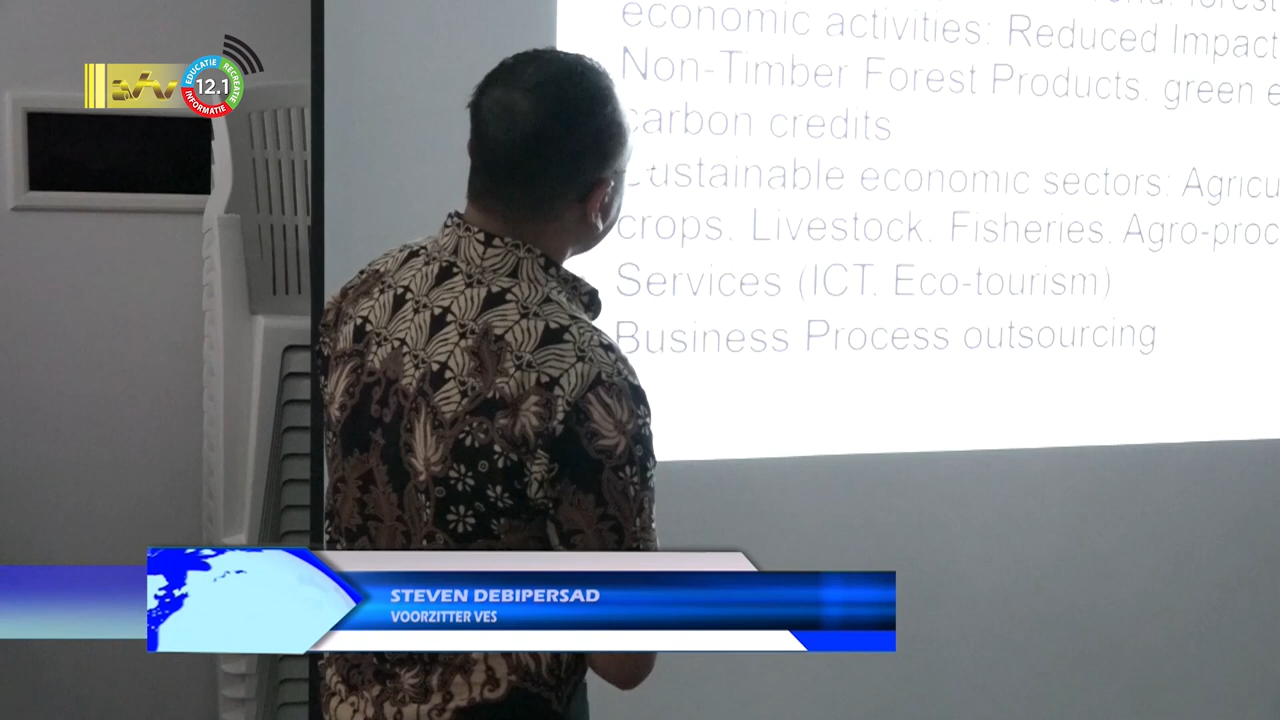 EDUCATIE
RECREATIE
INFORMATIE
12.1
economic activities: Reduced Impact
Non-Timber Forest Products, green
carbon credits
Sustainable economic sectors: Agricu
crops, Livestock, Fisheries, Agro-proc
Services (ICT, Eco-tourism)
Business Process outsourcing
STEVEN DEBIPERSAD
VOORZITTER VES